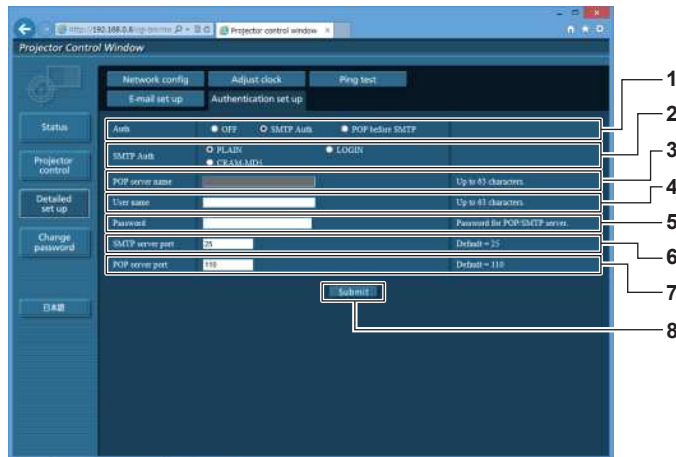 Projector control window
Projector Control Window
Network config Adjust clock Ping test
E-mail set up Authentication set up
Status
Projector control
Detailed set up
Change password
日本語
Auth OFF SMTP Auth POP before SMTP
SMTP Auth PLAIN LOGIN
CRAM-MD5
POP server name Up to 63 characters.
User name Up to 63 characters.
Password Password for POP/SMTP server.
SMTP server port 25 Default = 25
POP server port 110 Default = 110
Submit
1
2
3
4
5
6
7
8